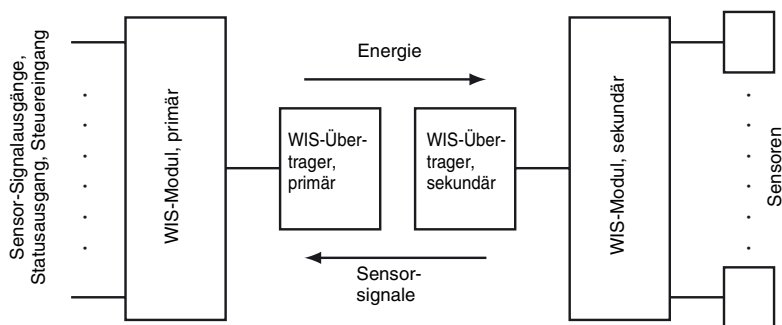 Sensor-Signalausgänge,
Statusausgang, Steuereingang
WIS-Modul, primär
Energie
WIS-Über-
trager,
primär
WIS-Über-
trager,
sekundär
Sensor-
signale
WIS-Modul, sekundär
Sensoren